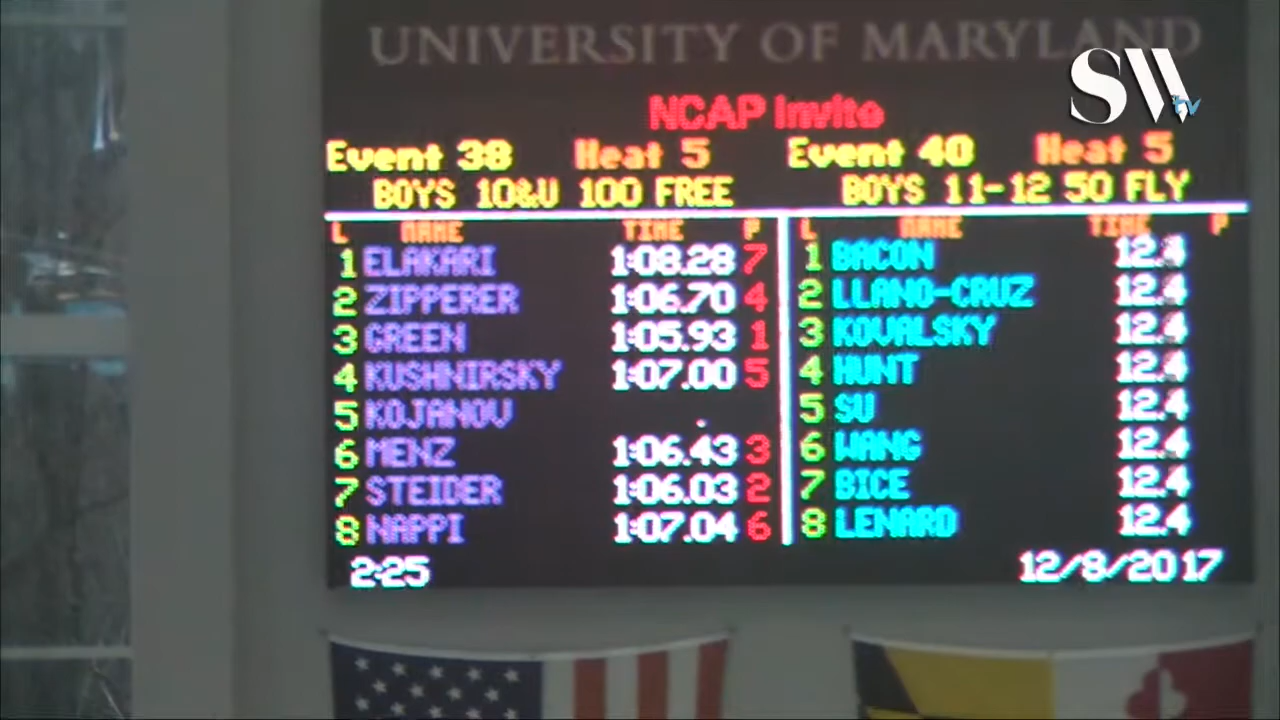 UNIVERSITY OF MARYLAND
SW tv
NCAP Invite
Event 38 Heat 5 Event 40 Heat 5
BOYS 10&U 100 FREE BOYS 11-12 50 FLY
L NAME TIME P L NAME TIME P
1 ELAKARI 1:08.28 7 1 BACON 12.4
2 ZIPPERER 1:06.70 4 2 LLANO-CRUZ 12.4
3 GREEN 1:05.93 1 3 KOVALSKY 12.4
4 KUSHNIRSKY 1:07.00 5 4 HUNT 12.4
5 KOJANOV . 5 SU 12.4
6 MENZ 1:06.43 3 6 WANG 12.4
7 STEIDER 1:06.03 2 7 BICE 12.4
8 NAPPI 1:07.04 6 8 LENARD 12.4
2:25 12/8/2017